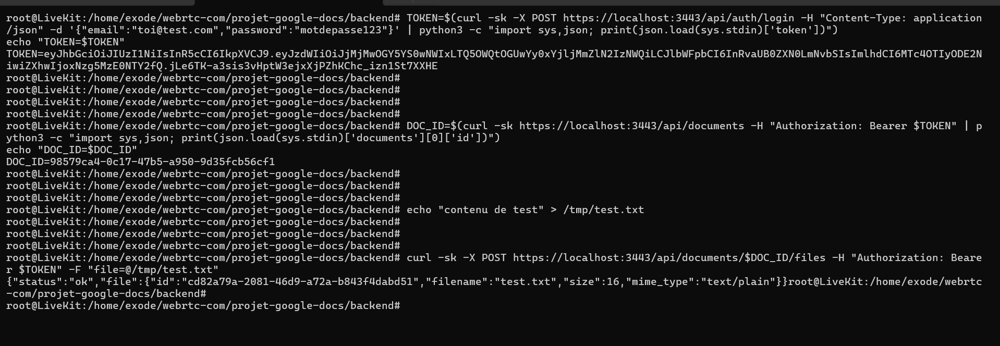 root@LiveKit:/home/exode/webrtc-com/projet-google-docs/backend# TOKEN=$(curl -sk -X POST https://localhost:3443/api/auth/login -H "Content-Type: application
/json" -d '{"email":"toi@test.com","password":"motdepasse123"}' | python3 -c "import sys,json; print(json.load(sys.stdin)['token'])")
echo "TOKEN=$TOKEN"
TOKEN=eyJhbGciOiJIUzI1NiIsInR5cCI6IkpXVCJ9.eyJzdWIiOiJjMjMwOGY5YS0wNWIxLTQ5OWQtOGUwYy0xYjljMmZlN2IzNWQiLCJlbWFpbCI6InRvaUB0ZXN0LmNvbSIsImlhdCI6MTc4OTIyODE2N
iwiZXhwIjoxNzg5MzE0NTY2fQ.jLe6TK-a3sis3vHptW3ejxXjPZhKChc_izn1St7XXHE
root@LiveKit:/home/exode/webrtc-com/projet-google-docs/backend#
root@LiveKit:/home/exode/webrtc-com/projet-google-docs/backend#
root@LiveKit:/home/exode/webrtc-com/projet-google-docs/backend#
root@LiveKit:/home/exode/webrtc-com/projet-google-docs/backend#
root@LiveKit:/home/exode/webrtc-com/projet-google-docs/backend# DOC_ID=$(curl -sk https://localhost:3443/api/documents -H "Authorization: Bearer $TOKEN" | p
ython3 -c "import sys,json; print(json.load(sys.stdin)['documents'][0]['id'])")
echo "DOC_ID=$DOC_ID"
DOC_ID=98579ca4-0c17-47b5-a950-9d35fcb56cf1
root@LiveKit:/home/exode/webrtc-com/projet-google-docs/backend#
root@LiveKit:/home/exode/webrtc-com/projet-google-docs/backend#
root@LiveKit:/home/exode/webrtc-com/projet-google-docs/backend#
root@LiveKit:/home/exode/webrtc-com/projet-google-docs/backend# echo "contenu de test" > /tmp/test.txt
root@LiveKit:/home/exode/webrtc-com/projet-google-docs/backend#
root@LiveKit:/home/exode/webrtc-com/projet-google-docs/backend#
root@LiveKit:/home/exode/webrtc-com/projet-google-docs/backend#
root@LiveKit:/home/exode/webrtc-com/projet-google-docs/backend# curl -sk -X POST https://localhost:3443/api/documents/$DOC_ID/files -H "Authorization: Beare
r $TOKEN" -F "file=@/tmp/test.txt"
{"status":"ok","file":{"id":"cd82a79a-2081-46d9-a72a-b843f4dabd51","filename":"test.txt","size":16,"mime_type":"text/plain"}}root@LiveKit:/home/exode/webrtc
-com/projet-google-docs/backend#
root@LiveKit:/home/exode/webrtc-com/projet-google-docs/backend#